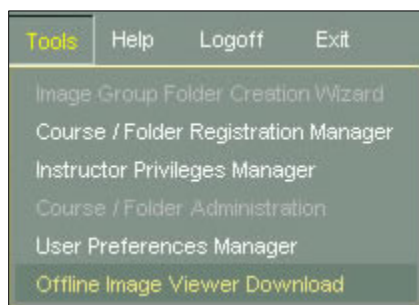 Tools Help Logoff Exit
Image Group Folder Creation Wizard
Course / Folder Registration Manager
Instructor Privileges Manager
Course / Folder Administration
User Preferences Manager
Offline Image Viewer Download